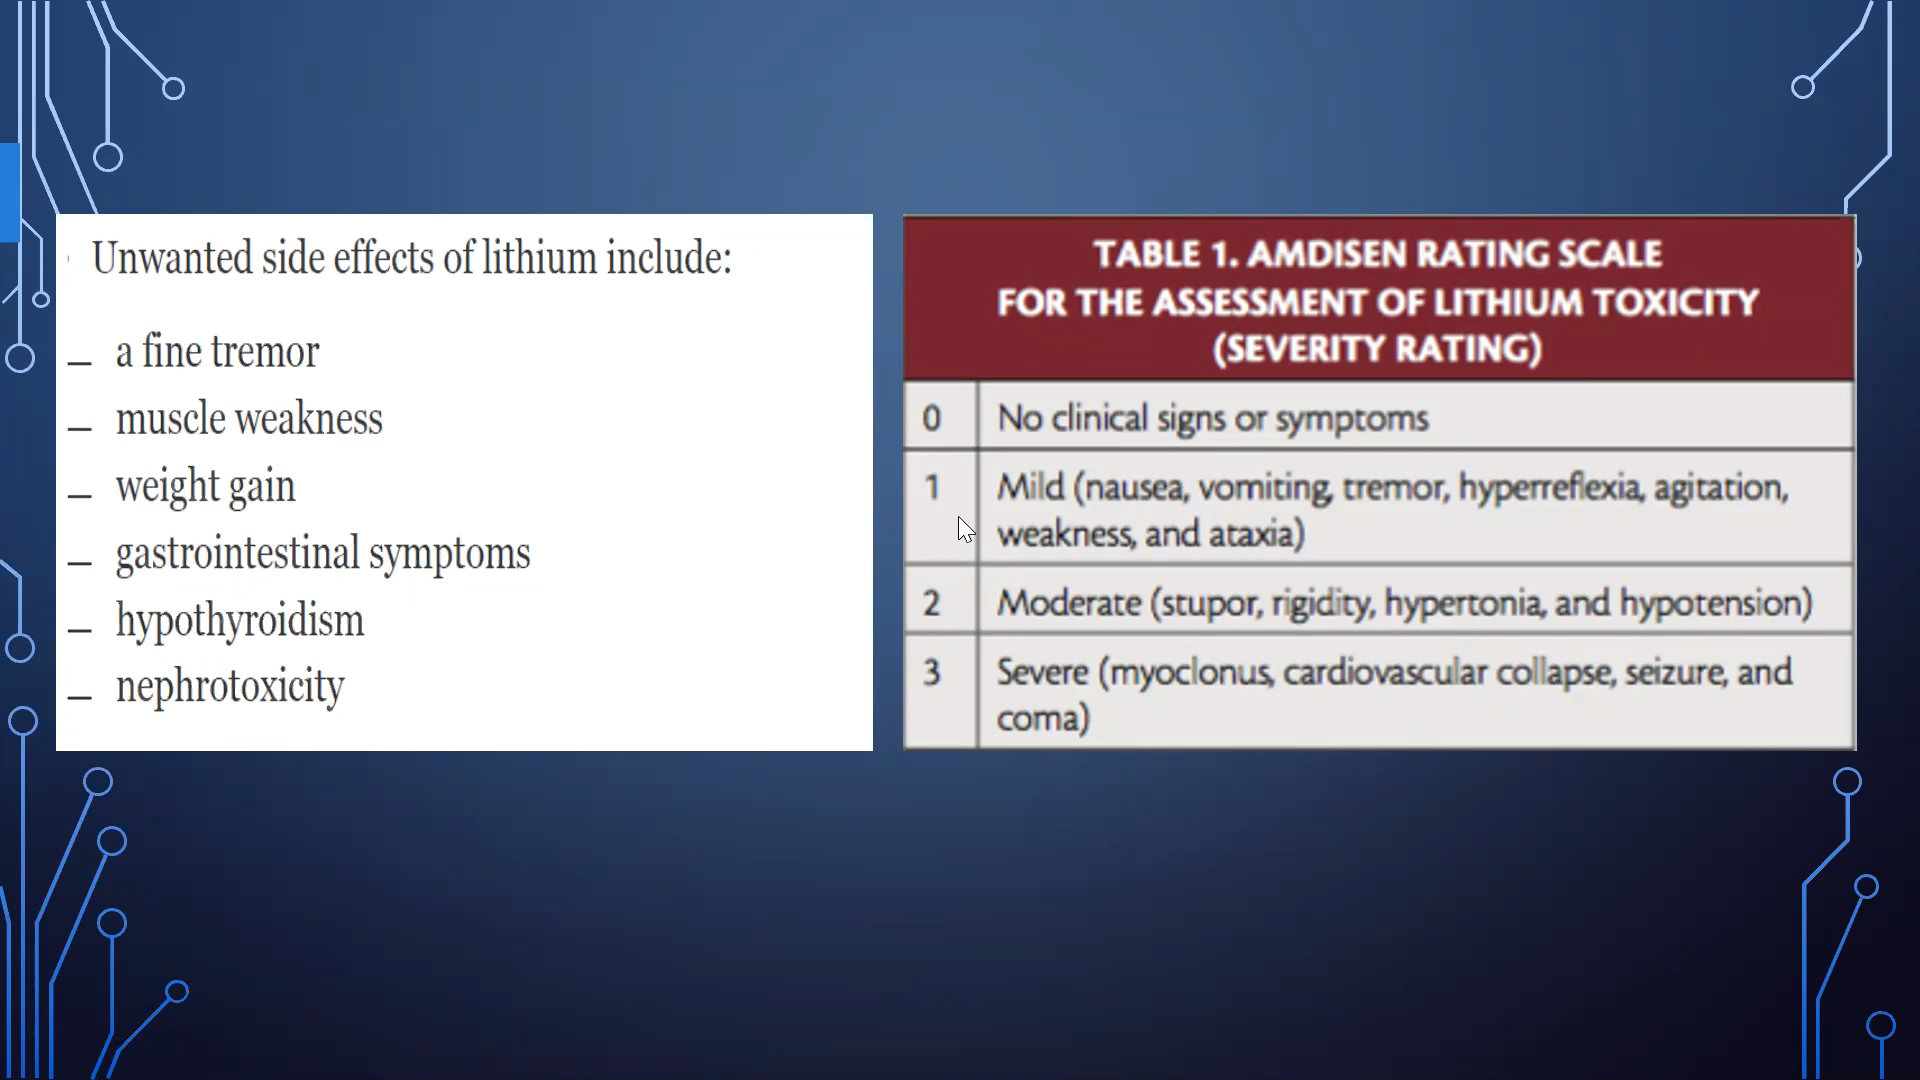 Unwanted side effects of lithium include:
– a fine tremor
– muscle weakness
– weight gain
– gastrointestinal symptoms
– hypothyroidism
– nephrotoxicity
TABLE 1. AMDISEN RATING SCALE
FOR THE ASSESSMENT OF LITHIUM TOXICITY
(SEVERITY RATING)
0 No clinical signs or symptoms
1 Mild (nausea, vomiting, tremor, hyperreflexia, agitation,
weakness, and ataxia)
2 Moderate (stupor, rigidity, hypertonia, and hypotension)
3 Severe (myoclonus, cardiovascular collapse, seizure, and
coma)